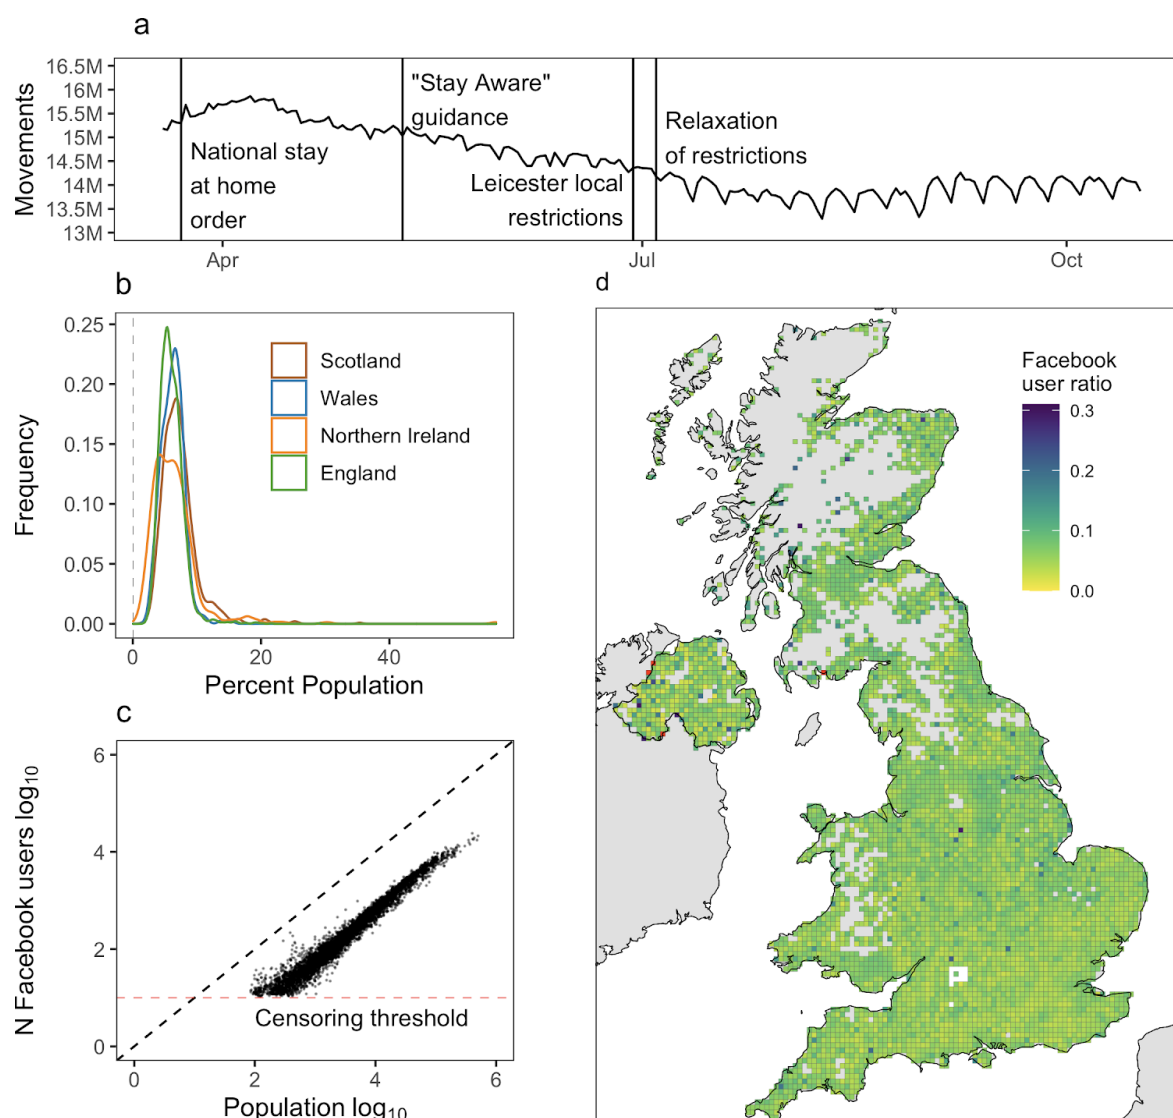 a
Movements
16.5M
16M
15.5M
15M
14.5M
14M
13.5M
13M
National stay
at home
order
"Stay Aware"
guidance
Leicester local
restrictions
Relaxation
of restrictions
Apr
Jul
Oct
b
Frequency
0.25
0.20
0.15
0.10
0.05
0.00
Scotland
Wales
Northern Ireland
England
0
20
40
Percent Population
c
N Facebook users log10
6
4
2
0
Censoring threshold
0
2
4
6
Population log10
d
Facebook
user ratio
0.3
0.2
0.1
0.0